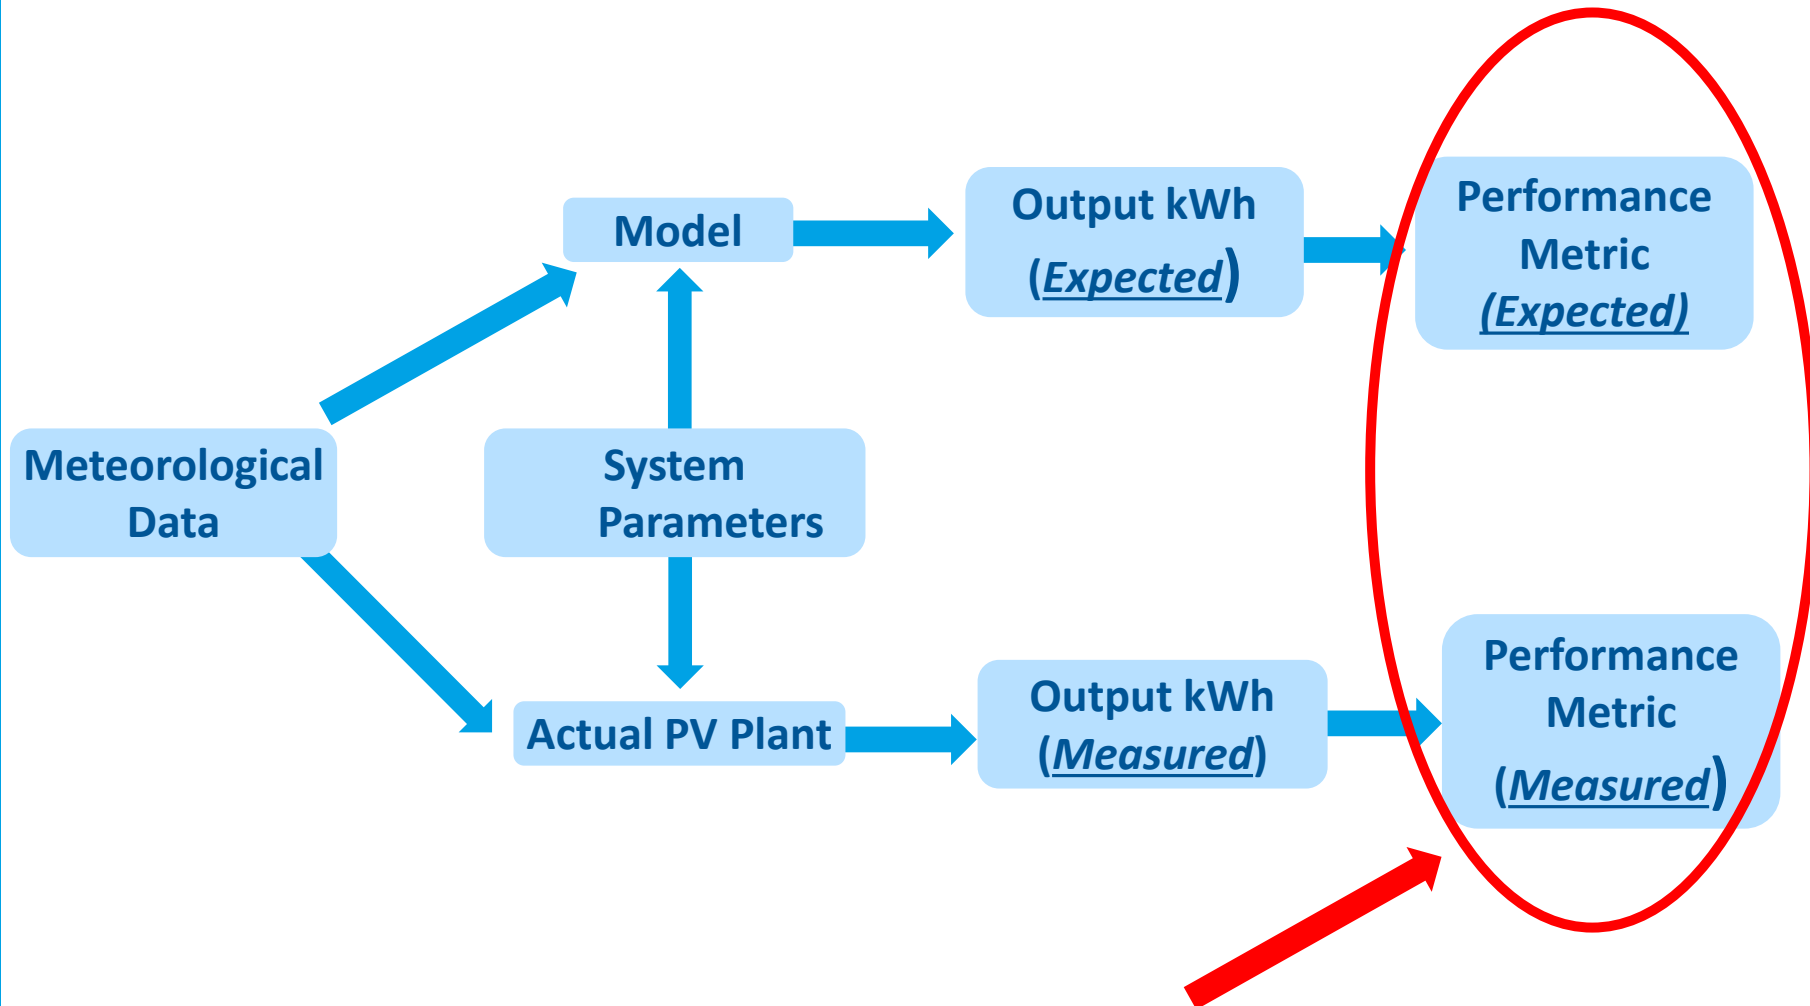 Model
Output kWh
(Expected)
Performance
Metric
(Expected)
Meteorological
Data
System
Parameters
Actual PV Plant
Output kWh
(Measured)
Performance
Metric
(Measured)